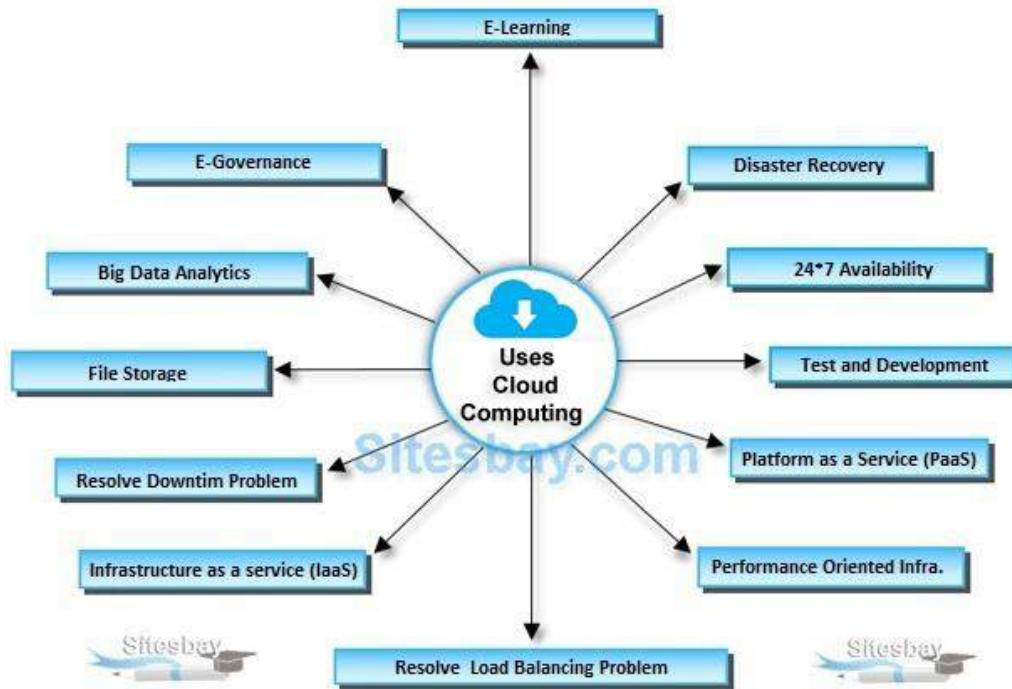 E-Learning
E-Governance
Disaster Recovery
Big Data Analytics
24*7 Availability
Uses
Cloud
Computing
File Storage
Test and Development
Sitesbay.com
Platform as a Service (PaaS)
Resolve Downtim Problem
Infrastructure as a service (IaaS)
Performance Oriented Infra.
Sitesbay
Resolve Load Balancing Problem
Sitesbay